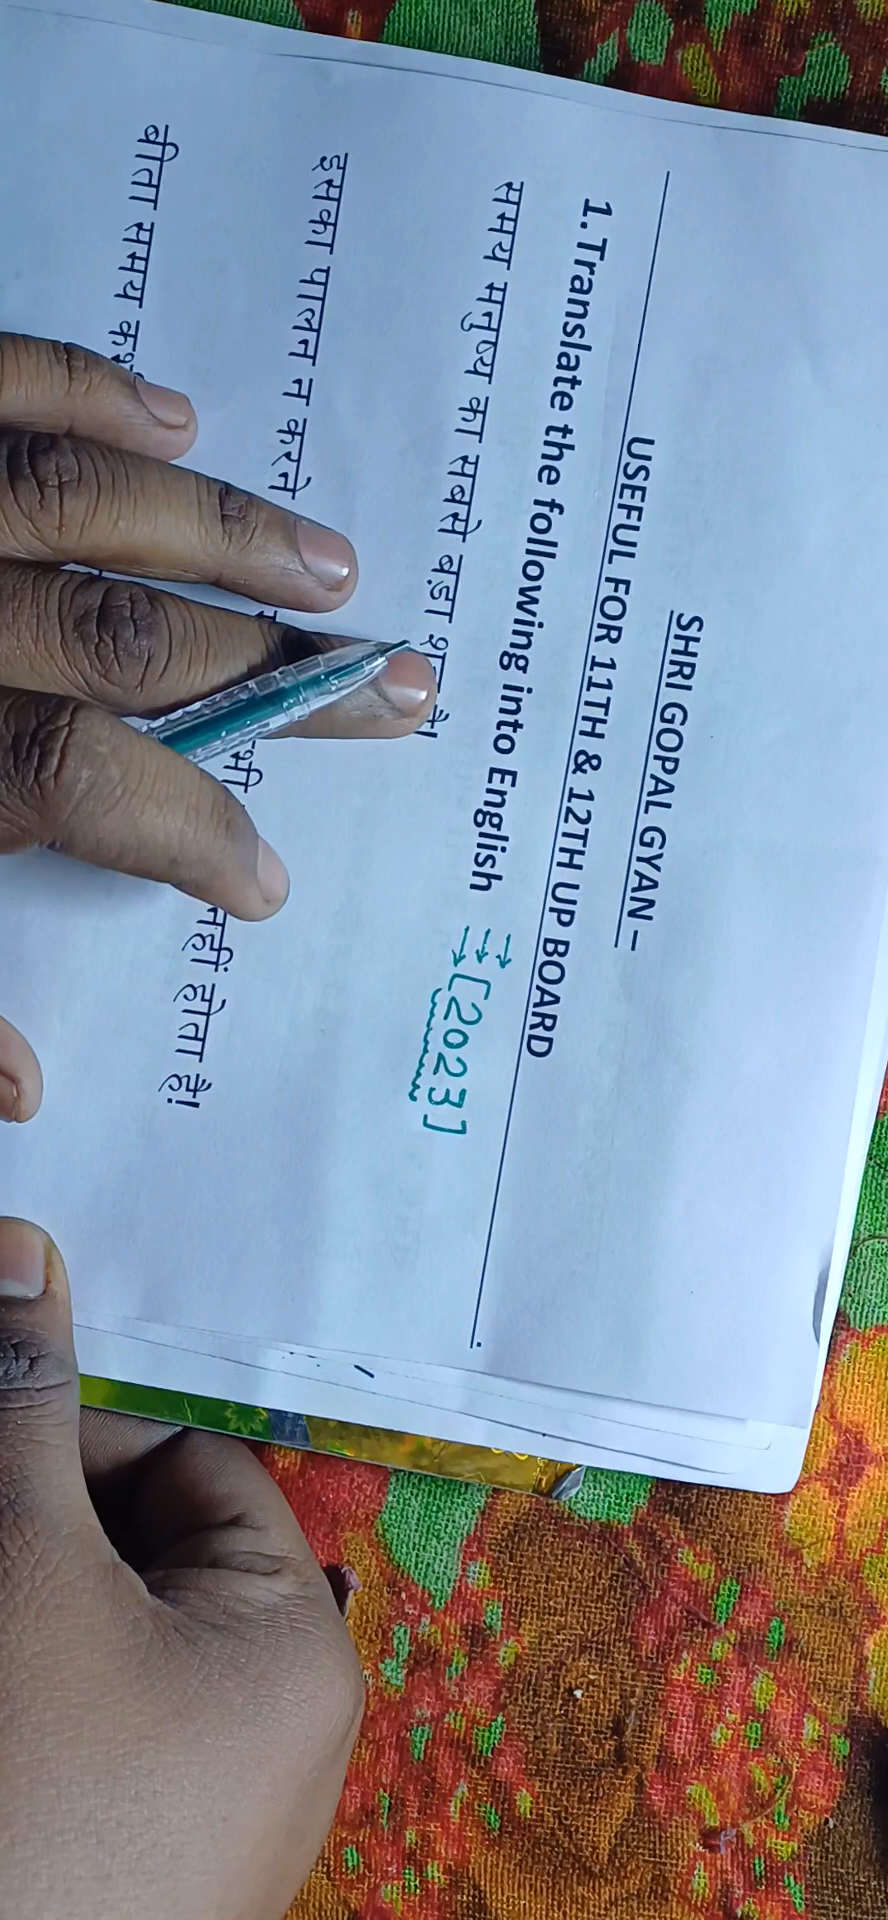 SHRI GOPAL GYAN–
USEFUL FOR 11TH & 12TH UP BOARD
1.Translate the following into English ⇉ [2023]
समय मनुष्य का सबसे बड़ा है।
इसका पालन न करने भी नहीं होता है!
बीता समय